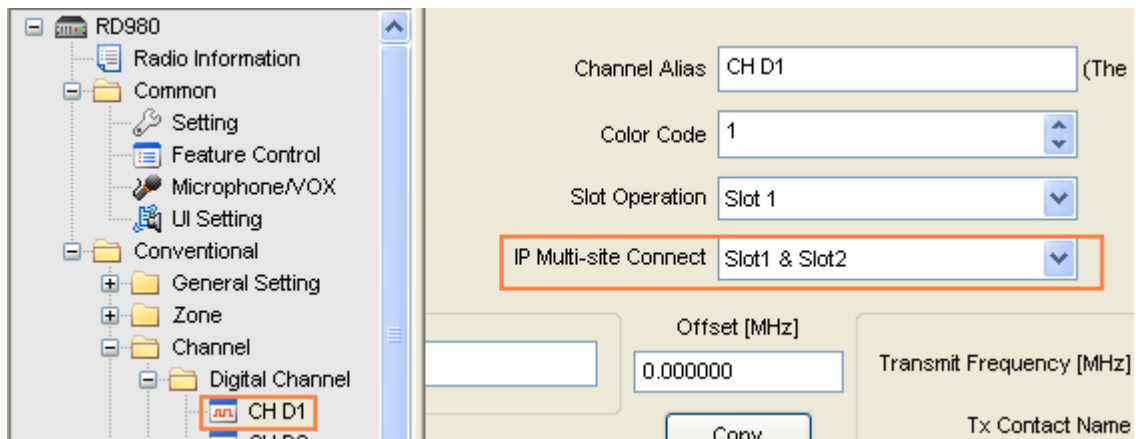 RD980
Radio Information
Common
Setting
Feature Control
Microphone/VOX
UI Setting
Conventional
General Setting
Zone
Channel
Digital Channel
CH D1
Channel Alias CH D1 (The
Color Code 1
Slot Operation Slot 1
IP Multi-site Connect Slot1 & Slot2
Offset [MHz]
0.000000
Copy
Transmit Frequency [MHz]
Tx Contact Name